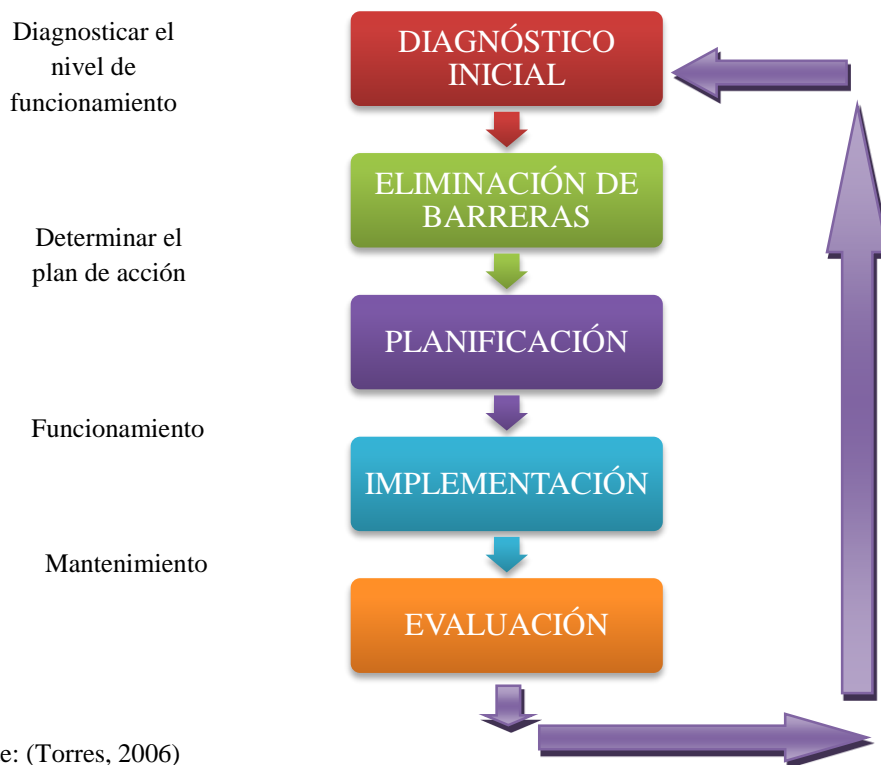 Diagnosticar el
nivel de
funcionamiento
DIAGNÓSTICO
INICIAL
ELIMINACIÓN DE
BARRERAS
Determinar el
plan de acción
PLANIFICACIÓN
Funcionamiento
IMPLEMENTACIÓN
Mantenimiento
EVALUACIÓN
e: (Torres, 2006)